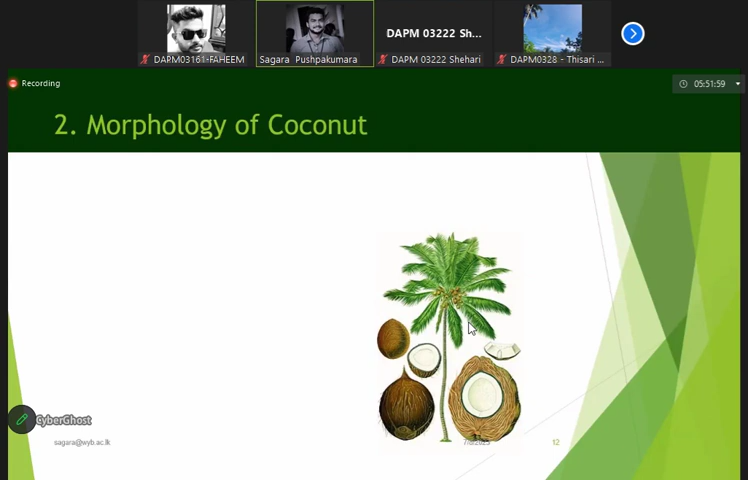 DAPM03161-FAHEEM
Sagara Pushpakumara
DAPM 03222 Sh...
DAPM 03222 Shehari
DAPM0328 - Thisari ...
Recording
05:51:59
2. Morphology of Coconut
CyberGhost
sagara@wyb.ac.lk
12